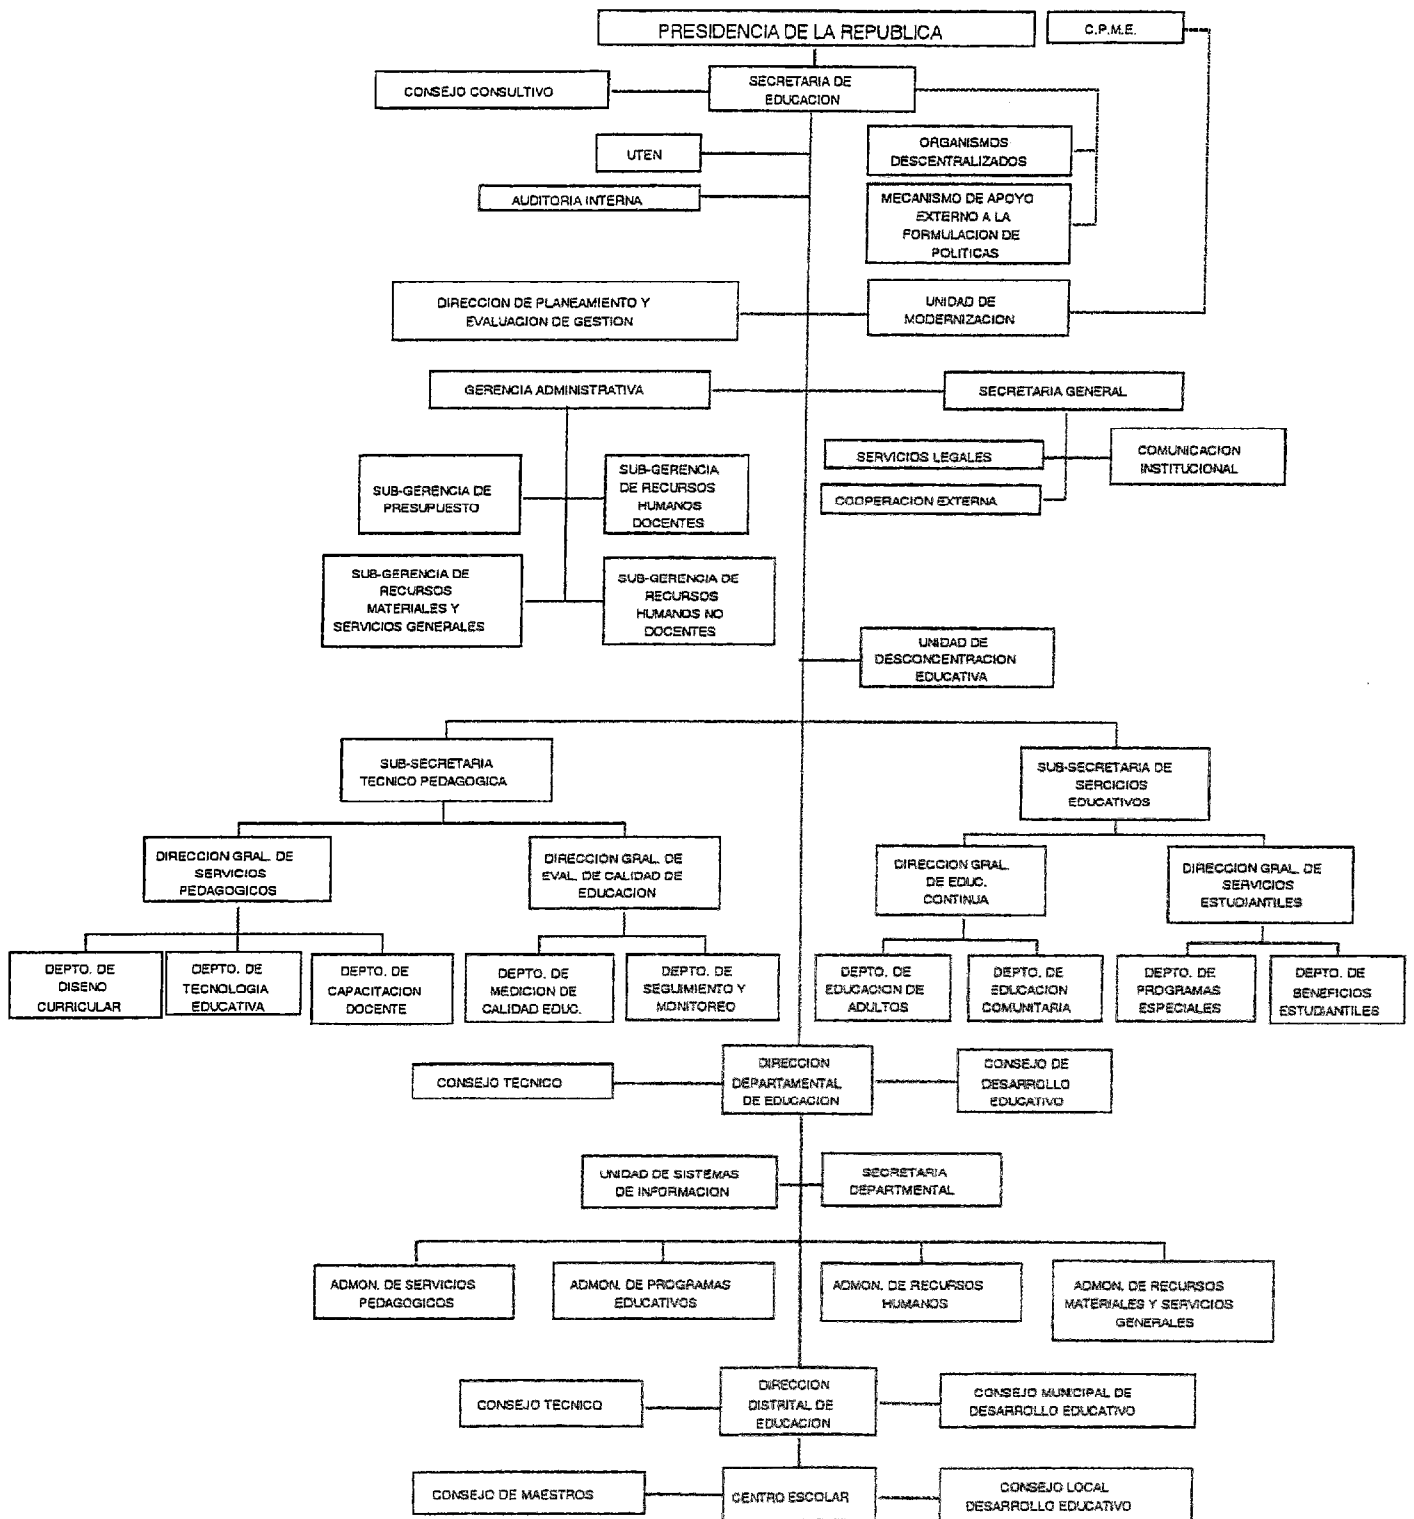 PRESIDENCIA DE LA REPUBLICA
C.P.M.E.
CONSEJO CONSULTIVO
SECRETARIA DE
EDUCACION
UTEN
ORGANISMOS
DESCENTRALIZADOS
AUDITORIA INTERNA
MECANISMO DE APOYO
EXTERNO A LA
FORMULACION DE
POLITICAS
DIRECCION DE PLANEAMIENTO Y
EVALUACION DE GESTION
UNIDAD DE
MODERNIZACION
GERENCIA ADMINISTRATIVA
SECRETARIA GENERAL
SERVICIOS LEGALES
COMUNICACION
INSTITUCIONAL
COOPERACION EXTERNA
SUB-GERENCIA DE
PRESUPUESTO
SUB-GERENCIA
DE RECURSOS
HUMANOS
DOCENTES
SUB-GERENCIA DE
RECURSOS
MATERIALES Y
SERVICIOS GENERALES
SUB-GERENCIA DE
RECURSOS
HUMANOS NO
DOCENTES
UNIDAD DE
DESCONCENTRACION
EDUCATIVA
SUB-SECRETARIA
TECNICO PEDAGOGICA
SUB-SECRETARIA DE
SERCICIOS
EDUCATIVOS
DIRECCION GRAL. DE
SERVICIOS
PEDAGOGICOS
DIRECCION GRAL. DE
EVAL. DE CALIDAD DE
EDUCACION
DIRECCION GRAL.
DE EDUC.
CONTINUA
DIRECCION GRAL. DE
SERVICIOS
ESTUDIANTILES
DEPTO. DE
DISENO
CURRICULAR
DEPTO. DE
TECNOLOGIA
EDUCATIVA
DEPTO. DE
CAPACITACION
DOCENTE
DEPTO. DE
MEDICION DE
CALIDAD EDUC.
DEPTO. DE
SEGUIMIENTO Y
MONITOREO
DEPTO. DE
EDUCACION DE
ADULTOS
DEPTO. DE
EDUCACION
COMUNITARIA
DEPTO. DE
PROGRAMAS
ESPECIALES
DEPTO. DE
BENEFICIOS
ESTUDIANTILES
CONSEJO TECNICO
DIRECCION
DEPARTAMENTAL
DE EDUCACION
CONSEJO DE
DESARROLLO
EDUCATIVO
UNIDAD DE SISTEMAS
DE INFORMACION
SECRETARIA
DEPARTMENTAL
ADMON. DE SERVICIOS
PEDAGOGICOS
ADMON. DE PROGRAMAS
EDUCATIVOS
ADMON. DE RECURSOS
HUMANOS
ADMON. DE RECURSOS
MATERIALES Y SERVICIOS
GENERALES
CONSEJO TECNICO
DIRECCION
DISTRITAL DE
EDUCACION
CONSEJO MUNICIPAL DE
DESARROLLO EDUCATIVO
CONSEJO DE MAESTROS
CENTRO ESCOLAR
CONSEJO LOCAL
DESARROLLO EDUCATIVO